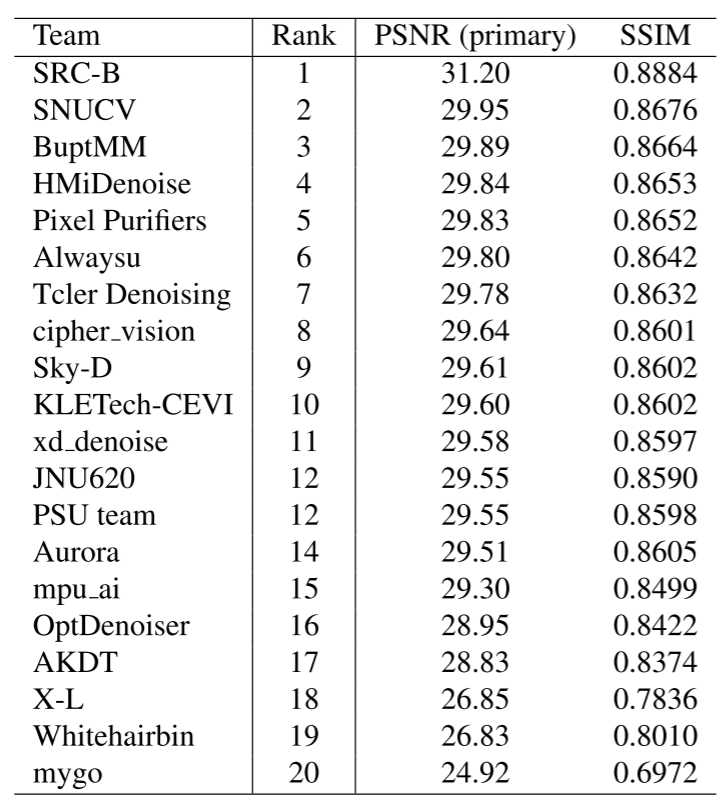 Team Rank PSNR (primary) SSIM
SRC-B 1 31.20 0.8884
SNUCV 2 29.95 0.8676
BuptMM 3 29.89 0.8664
HMiDenoise 4 29.84 0.8653
Pixel Purifiers 5 29.83 0.8652
Alwaysu 6 29.80 0.8642
Tcler Denoising 7 29.78 0.8632
cipher_vision 8 29.64 0.8601
Sky-D 9 29.61 0.8602
KLETech-CEVI 10 29.60 0.8602
xd_denoise 11 29.58 0.8597
JNU620 12 29.55 0.8590
PSU team 12 29.55 0.8598
Aurora 14 29.51 0.8605
mpu_ai 15 29.30 0.8499
OptDenoiser 16 28.95 0.8422
AKDT 17 28.83 0.8374
X-L 18 26.85 0.7836
Whitehairbin 19 26.83 0.8010
mygo 20 24.92 0.6972